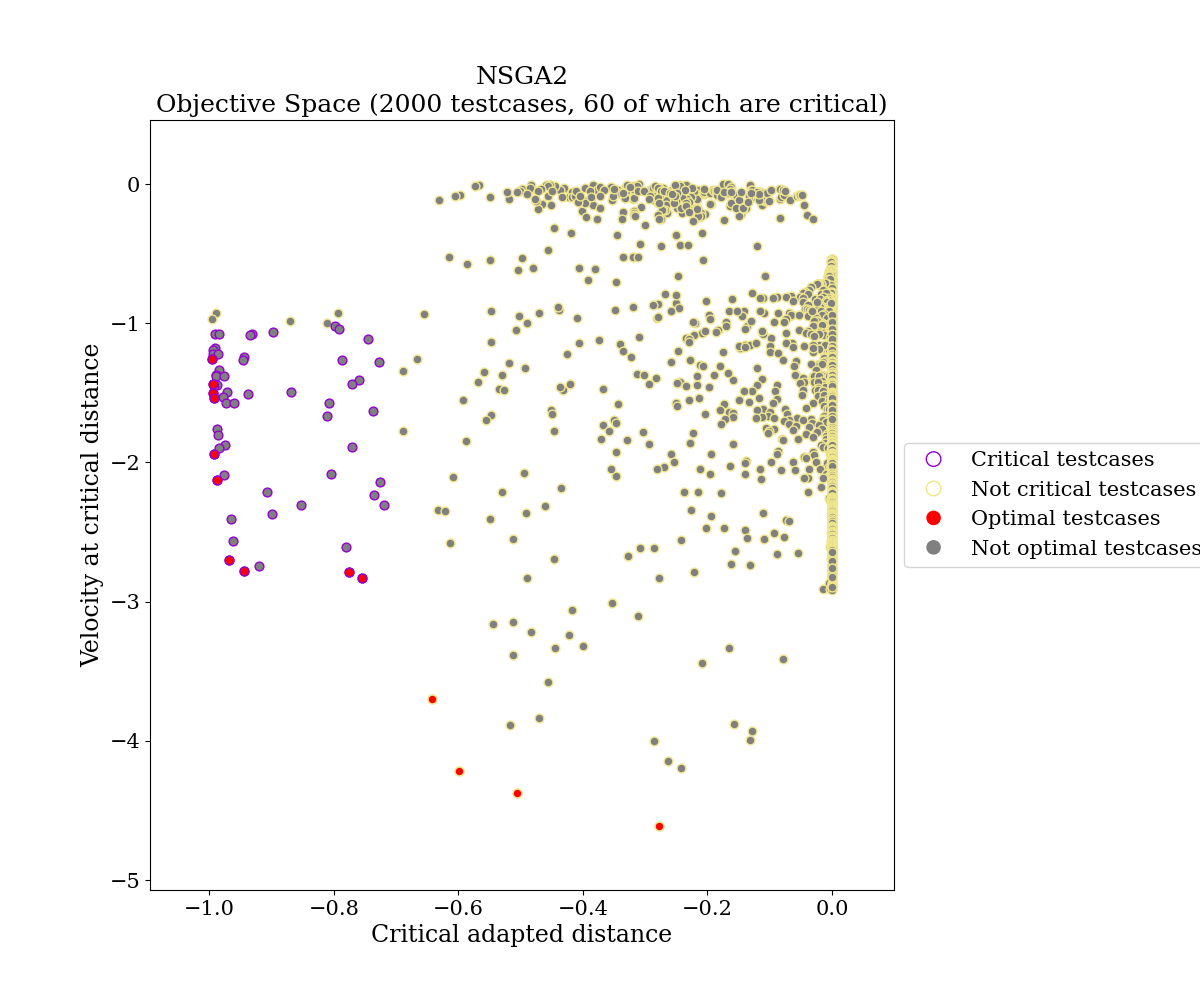 NSGA2
Objective Space (2000 testcases, 60 of which are critical)
0
−1
−2
−3
−4
−5
Velocity at critical distance
−1.0
−0.8
−0.6
−0.4
−0.2
0.0
Critical adapted distance
Critical testcases
Not critical testcases
Optimal testcases
Not optimal testcases